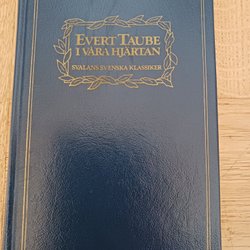 EVERT TAUBE
I VÅRA HJÄRTAN
SVALANS SVENSKA KLASSIKER